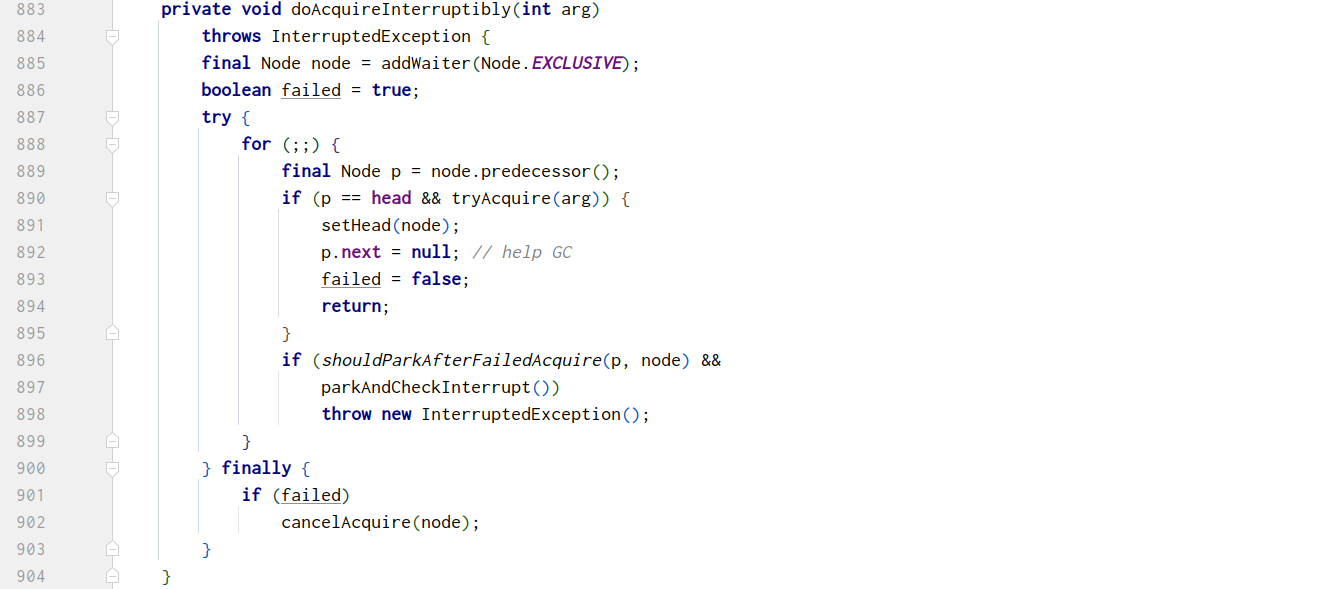 883 private void doAcquireInterruptibly(int arg)
884 throws InterruptedException {
885 final Node node = addWaiter(Node.EXCLUSIVE);
886 boolean failed = true;
887 try {
888 for (;;) {
889 final Node p = node.predecessor();
890 if (p == head && tryAcquire(arg)) {
891 setHead(node);
892 p.next = null; // help GC
893 failed = false;
894 return;
895 }
896 if (shouldParkAfterFailedAcquire(p, node) &&
897 parkAndCheckInterrupt())
898 throw new InterruptedException();
899 }
900 } finally {
901 if (failed)
902 cancelAcquire(node);
903 }
904 }